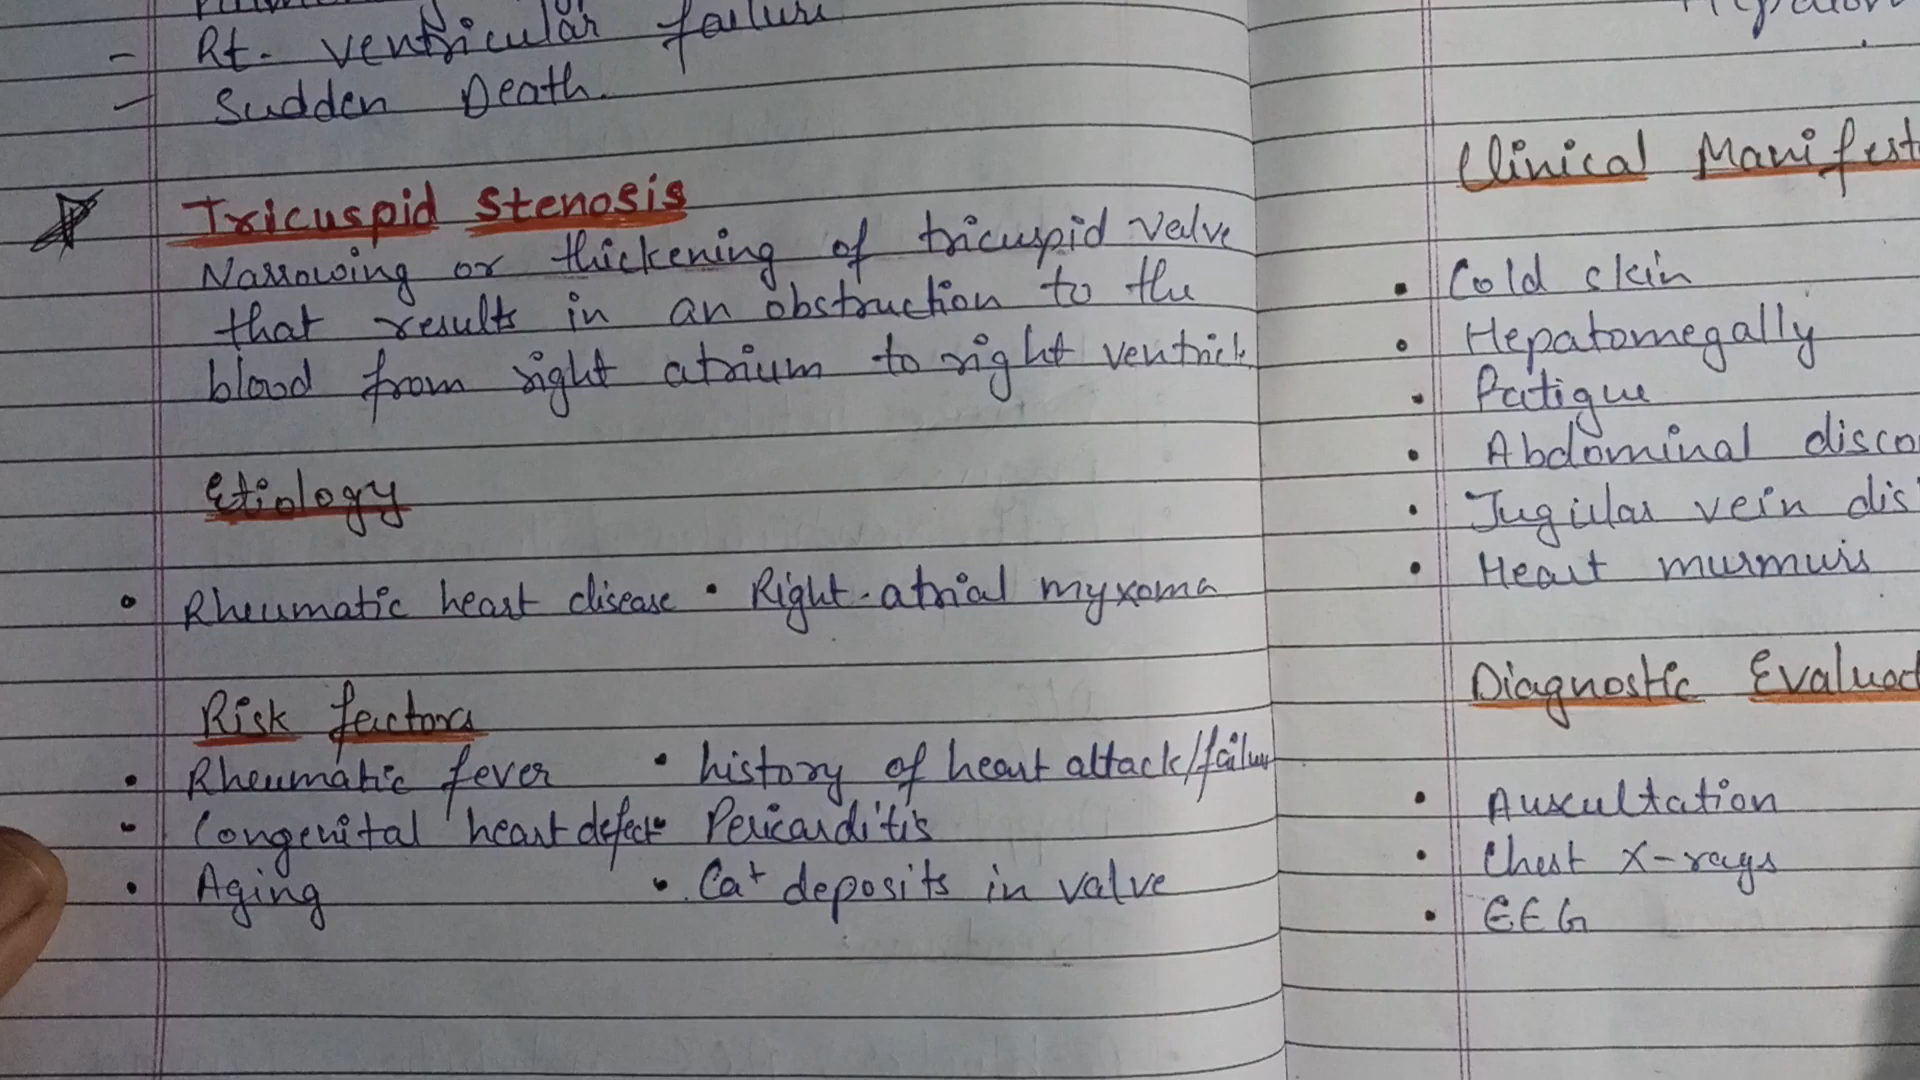 - Rt. ventricular failure
- Sudden Death.
Tricuspid Stenosis
Narrowing or thickening of tricuspid valve
that results in an obstruction to the
blood from right atrium to right ventricle
Etiology
• Rheumatic heart disease • Right-atrial myxoma
Risk factors
• Rheumatic fever • history of heart attack/failure
• Congenital heart defect • Pericarditis
• Aging • Ca+ deposits in valve
Clinical Manifest
• Cold skin
• Hepatomegally
• Fatigue
• Abdominal disco
• Jugular vein dis
• Heart murmurs
Diagnostic Evaluat
• Auscultation
• Chest X-rays
• EEG